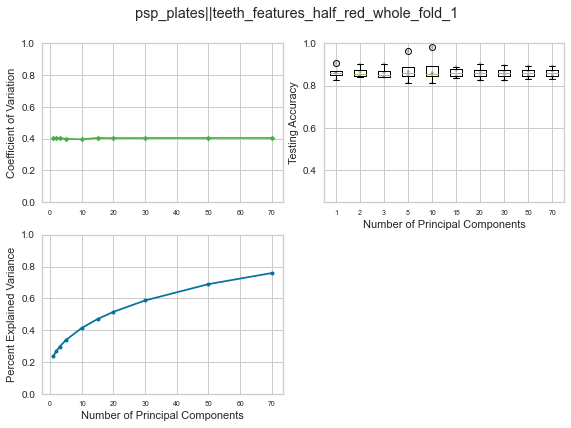 psp_plates||teeth_features_half_red_whole_fold_1
Coefficient of Variation
1.0
0.8
0.6
0.4
0.2
0.0
0 10 20 30 40 50 60 70
Testing Accuracy
1.0
0.8
0.6
0.4
1 2 3 5 10 15 20 30 50 70
Number of Principal Components
Percent Explained Variance
1.0
0.8
0.6
0.4
0.2
0.0
0 10 20 30 40 50 60 70
Number of Principal Components